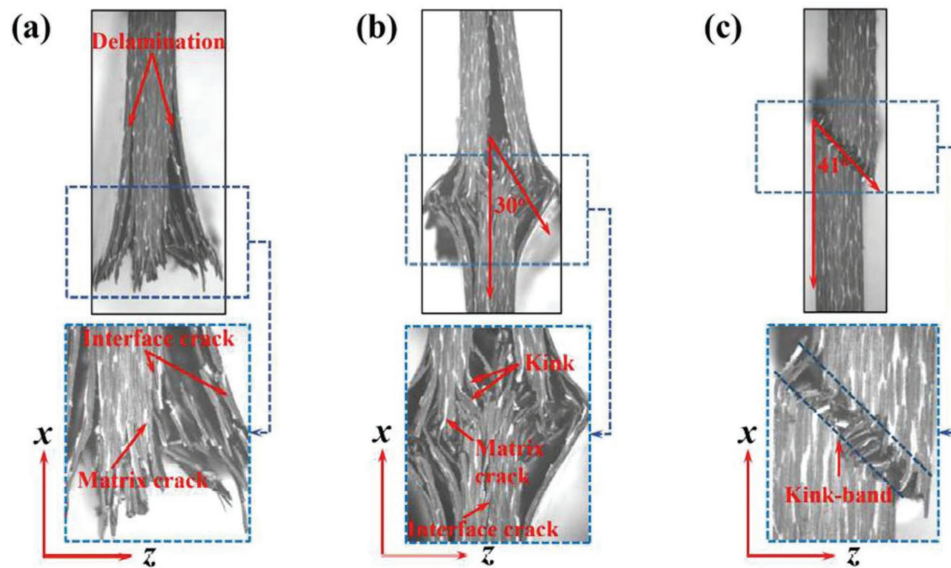 (a)
Delamination
Interface crack
Matrix crack
x
z
(b)
30°
Kink
Matrix
crack
Interface crack
x
z
(c)
41°
Kink-band
x
z